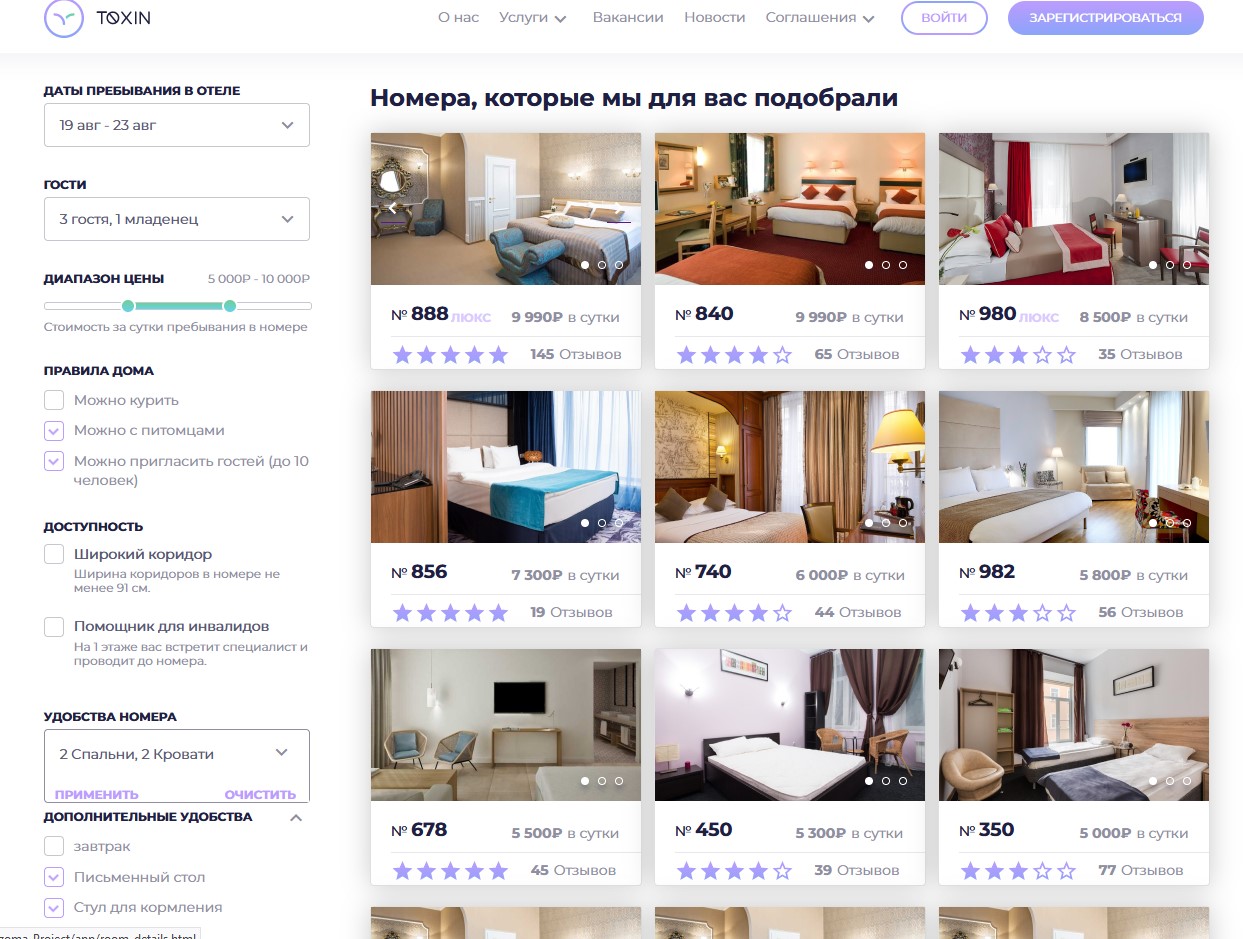 TOXIN
О нас Услуги Вакансии Новости Соглашения ВОЙТИ ЗАРЕГИСТРИРОВАТЬСЯ
ДАТЫ ПРЕБЫВАНИЯ В ОТЕЛЕ
19 авг - 23 авг
ГОСТИ
3 гостя, 1 младенец
ДИАПАЗОН ЦЕНЫ 5 000₽ - 10 000₽
Стоимость за сутки пребывания в номере
ПРАВИЛА ДОМА
Можно курить
Можно с питомцами
Можно пригласить гостей (до 10
человек)
ДОСТУПНОСТЬ
Широкий коридор
Ширина коридоров в номере не
менее 91 см.
Помощник для инвалидов
На 1 этаже вас встретит специалист и
проводит до номера.
УДОБСТВА НОМЕРА
2 Спальни, 2 Кровати
ПРИМЕНИТЬ ОЧИСТИТЬ
ДОПОЛНИТЕЛЬНЫЕ УДОБСТВА
завтрак
Письменный стол
Стул для кормления
Номера, которые мы для вас подобрали
№ 888 ЛЮКС 9 990₽ в сутки
145 Отзывов
№ 840 9 990₽ в сутки
65 Отзывов
№ 980 ЛЮКС 8 500₽ в сутки
35 Отзывов
№ 856 7 300₽ в сутки
19 Отзывов
№ 740 6 000₽ в сутки
44 Отзывов
№ 982 5 800₽ в сутки
56 Отзывов
№ 678 5 500₽ в сутки
45 Отзывов
№ 450 5 300₽ в сутки
39 Отзывов
№ 350 5 000₽ в сутки
77 Отзывов